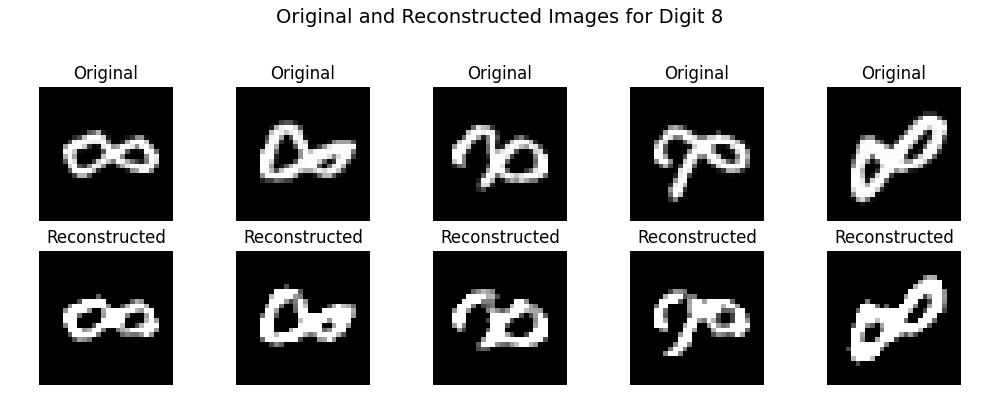 Original and Reconstructed Images for Digit 8
Original Original Original Original Original
Reconstructed Reconstructed Reconstructed Reconstructed Reconstructed